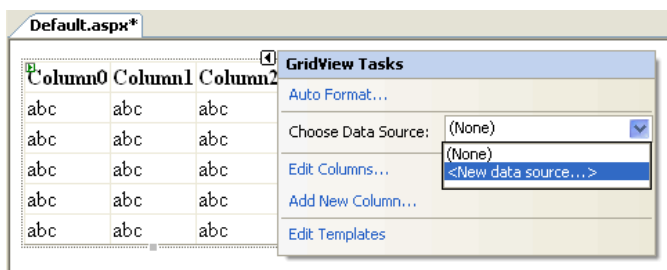 Default.aspx*
Column0 Column1 Column2
abc abc abc
abc abc abc
abc abc abc
abc abc abc
abc abc abc
GridView Tasks
Auto Format...
Choose Data Source: (None)
(None)
<New data source...>
Edit Columns...
Add New Column...
Edit Templates